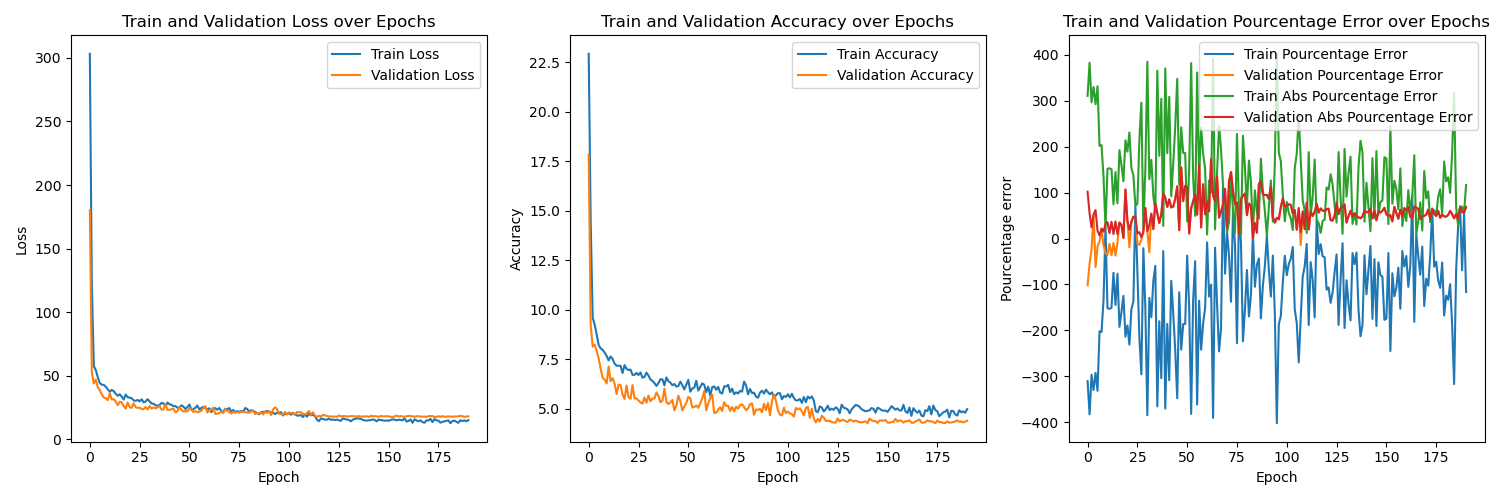 Train and Validation Loss over Epochs
300
250
200
150
100
50
0
Loss
0 25 50 75 100 125 150 175
Epoch
Train Loss
Validation Loss
Train and Validation Accuracy over Epochs
22.5
20.0
17.5
15.0
12.5
10.0
7.5
5.0
Accuracy
0 25 50 75 100 125 150 175
Epoch
Train Accuracy
Validation Accuracy
Train and Validation Pourcentage Error over Epochs
400
300
200
100
0
−100
−200
−300
−400
Pourcentage error
0 25 50 75 100 125 150 175
Epoch
Train Pourcentage Error
Validation Pourcentage Error
Train Abs Pourcentage Error
Validation Abs Pourcentage Error